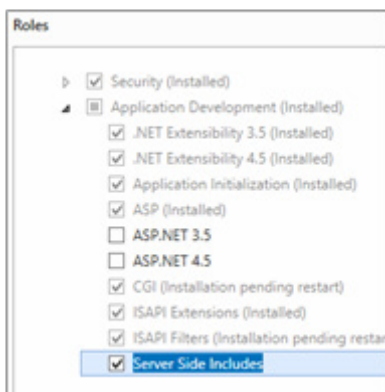 Roles
Security (Installed)
Application Development (Installed)
.NET Extensibility 3.5 (Installed)
.NET Extensibility 4.5 (Installed)
Application Initialization (Installed)
ASP (Installed)
ASP.NET 3.5
ASP.NET 4.5
CGI (Installation pending restart)
ISAPI Extensions (Installed)
ISAPI Filters (Installation pending restar
Server Side Includes